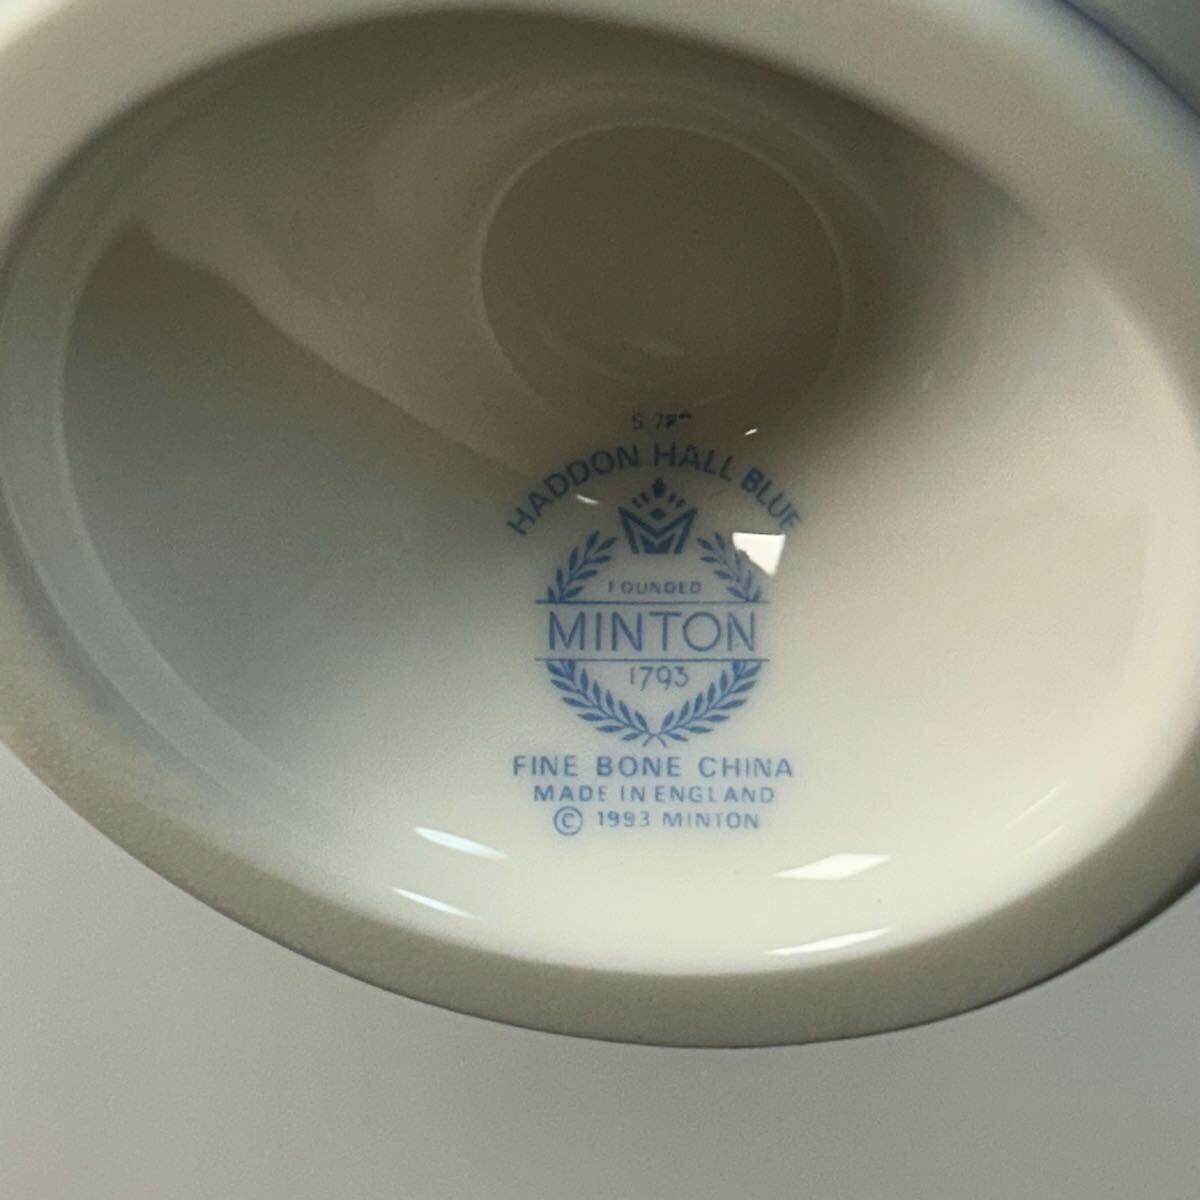 HADDON HALL BLUE
FOUNDED
MINTON
1793
FINE BONE CHINA
MADE IN ENGLAND
© 1993 MINTON